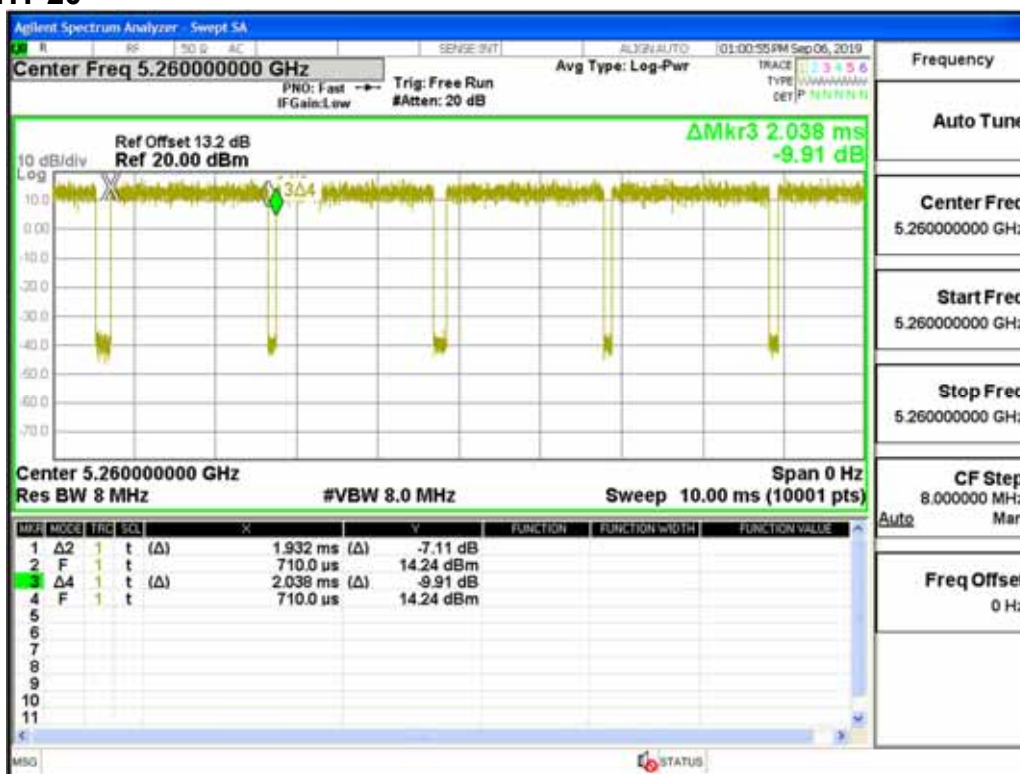 Agilent Spectrum Analyzer - Swept SA
R RF 50 Ω AC SENSE:INT ALIGN AUTO 01:00:55 PM Sep 06, 2019
Center Freq 5.260000000 GHz
PNO: Fast
IFGain:Low
Trig: Free Run
#Atten: 20 dB
Avg Type: Log-Pwr
TRACE 1 2 3 4 5 6
TYPE
DET P N N N N N
Ref Offset 13.2 dB
10 dB/div Ref 20.00 dBm
ΔMkr3 2.038 ms
-9.91 dB
Log
3Δ4
10.0
0.00
-10.0
-20.0
-30.0
-40.0
-50.0
-60.0
-70.0
Center 5.260000000 GHz Span 0 Hz
Res BW 8 MHz #VBW 8.0 MHz Sweep 10.00 ms (10001 pts)
MKR MODE TRC SCL X Y FUNCTION FUNCTION WIDTH FUNCTION VALUE
1 Δ2 1 t (Δ) 1.932 ms (Δ) -7.11 dB
2 F 1 t 710.0 µs 14.24 dBm
3 Δ4 1 t (Δ) 2.038 ms (Δ) -9.91 dB
4 F 1 t 710.0 µs 14.24 dBm
5
6
7
8
9
10
11
MSG STATUS
Frequency
Auto Tune
Center Freq
5.260000000 GHz
Start Freq
5.260000000 GHz
Stop Freq
5.260000000 GHz
CF Step
8.000000 MHz
Auto Man
Freq Offset
0 Hz